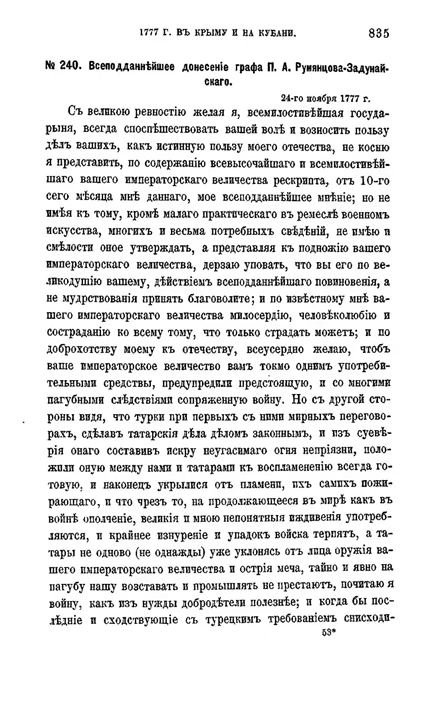 1777 Г. ВЪ КРЫМУ И НА КУБАНИ. 835
№ 240. Всеподданнѣйшее донесеніе графа П. А. Румянцова-Задунай-
скаго.
24-го ноября 1777 г.
Съ великою ревностію желая я, всемилостивѣйшая госуда-
рыня, всегда споспѣшествовать вашей волѣ и возносить пользу
дѣлъ вашихъ, какъ истинную пользу моего отечества, не косню
я представить, по содержанію всевысочайшаго и всемилостивѣй-
шаго вашего императорскаго величества рескрипта, отъ 10-го
сего мѣсяца мнѣ даннаго, мое всеподданнѣйшее мнѣніе; но не
имѣя къ тому, кромѣ малаго практическаго въ ремеслѣ военномъ
искусства, многихъ и весьма потребныхъ свѣдѣній, не имѣю и
смѣлости оное утверждать, а представляя къ подножію вашего
императорскаго величества, дерзаю уповать, что вы его по ве-
ликодушію вашему, дѣйствіемъ всеподданнѣйшаго повиновенія, а
не мудрствованія принять благоволите; и по извѣстному мнѣ ва-
шего императорскаго величества милосердію, человѣколюбію и
состраданію ко всему тому, что только страдать можетъ; и по
доброхотству моему къ отечеству, всеусердно желаю, чтобъ
ваше императорское величество вамъ токмо однимъ употреби-
тельными средствы, предупредили предстоящую, и со многими
пагубными слѣдствіями сопряженную войну. Но съ другой сто-
роны видя, что турки при первыхъ съ ними мирныхъ перегово-
рахъ, сдѣлавъ татарскія дѣла дѣломъ законнымъ, и изъ суевѣ-
рія онаго составивъ искру неугасимаго огня непріязни, поло-
жили оную между нами и татарами къ воспламененію всегда го-
товую, и наконецъ укрылися отъ пламени, ихъ самихъ пожи-
рающаго, и что чрезъ то, на продолжающееся въ мирѣ какъ въ
войнѣ ополченіе, великія и мною непонятныя иждивенія употреб-
ляются, и крайнее изнуреніе и упадокъ войска терпятъ, а та-
тары не одново (не однажды) уже уклонясь отъ лица оружія ва-
шего императорскаго величества и острія меча, тайно и явно на
пагубу нашу возставать и промышлять не престаютъ, почитаю я
войну, какъ изъ нужды добродѣтели полезнѣе; и когда бы пос-
лѣдніе и сходствующіе съ турецкимъ требованіемъ снисходи-
53*